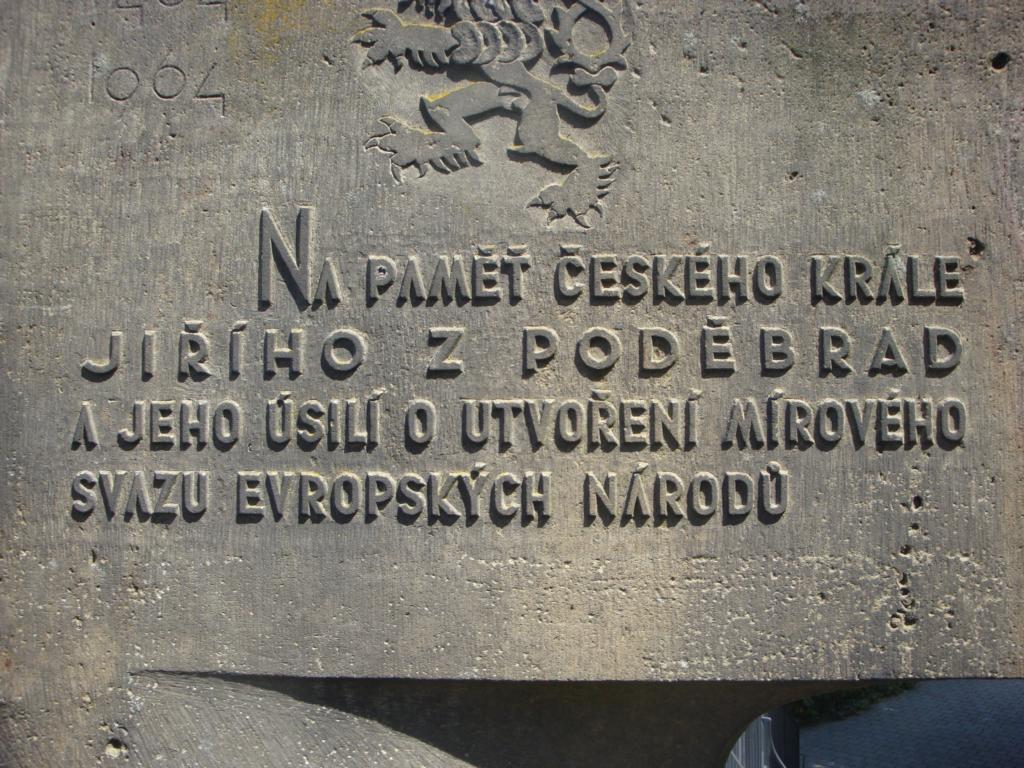 1964
NA PAMĚŤ ČESKÉHO KRÁLE
JIŘÍHO Z PODĚBRAD
A JEHO ÚSILÍ O UTVOŘENÍ MÍROVÉHO
SVAZU EVROPSKÝCH NÁRODŮ